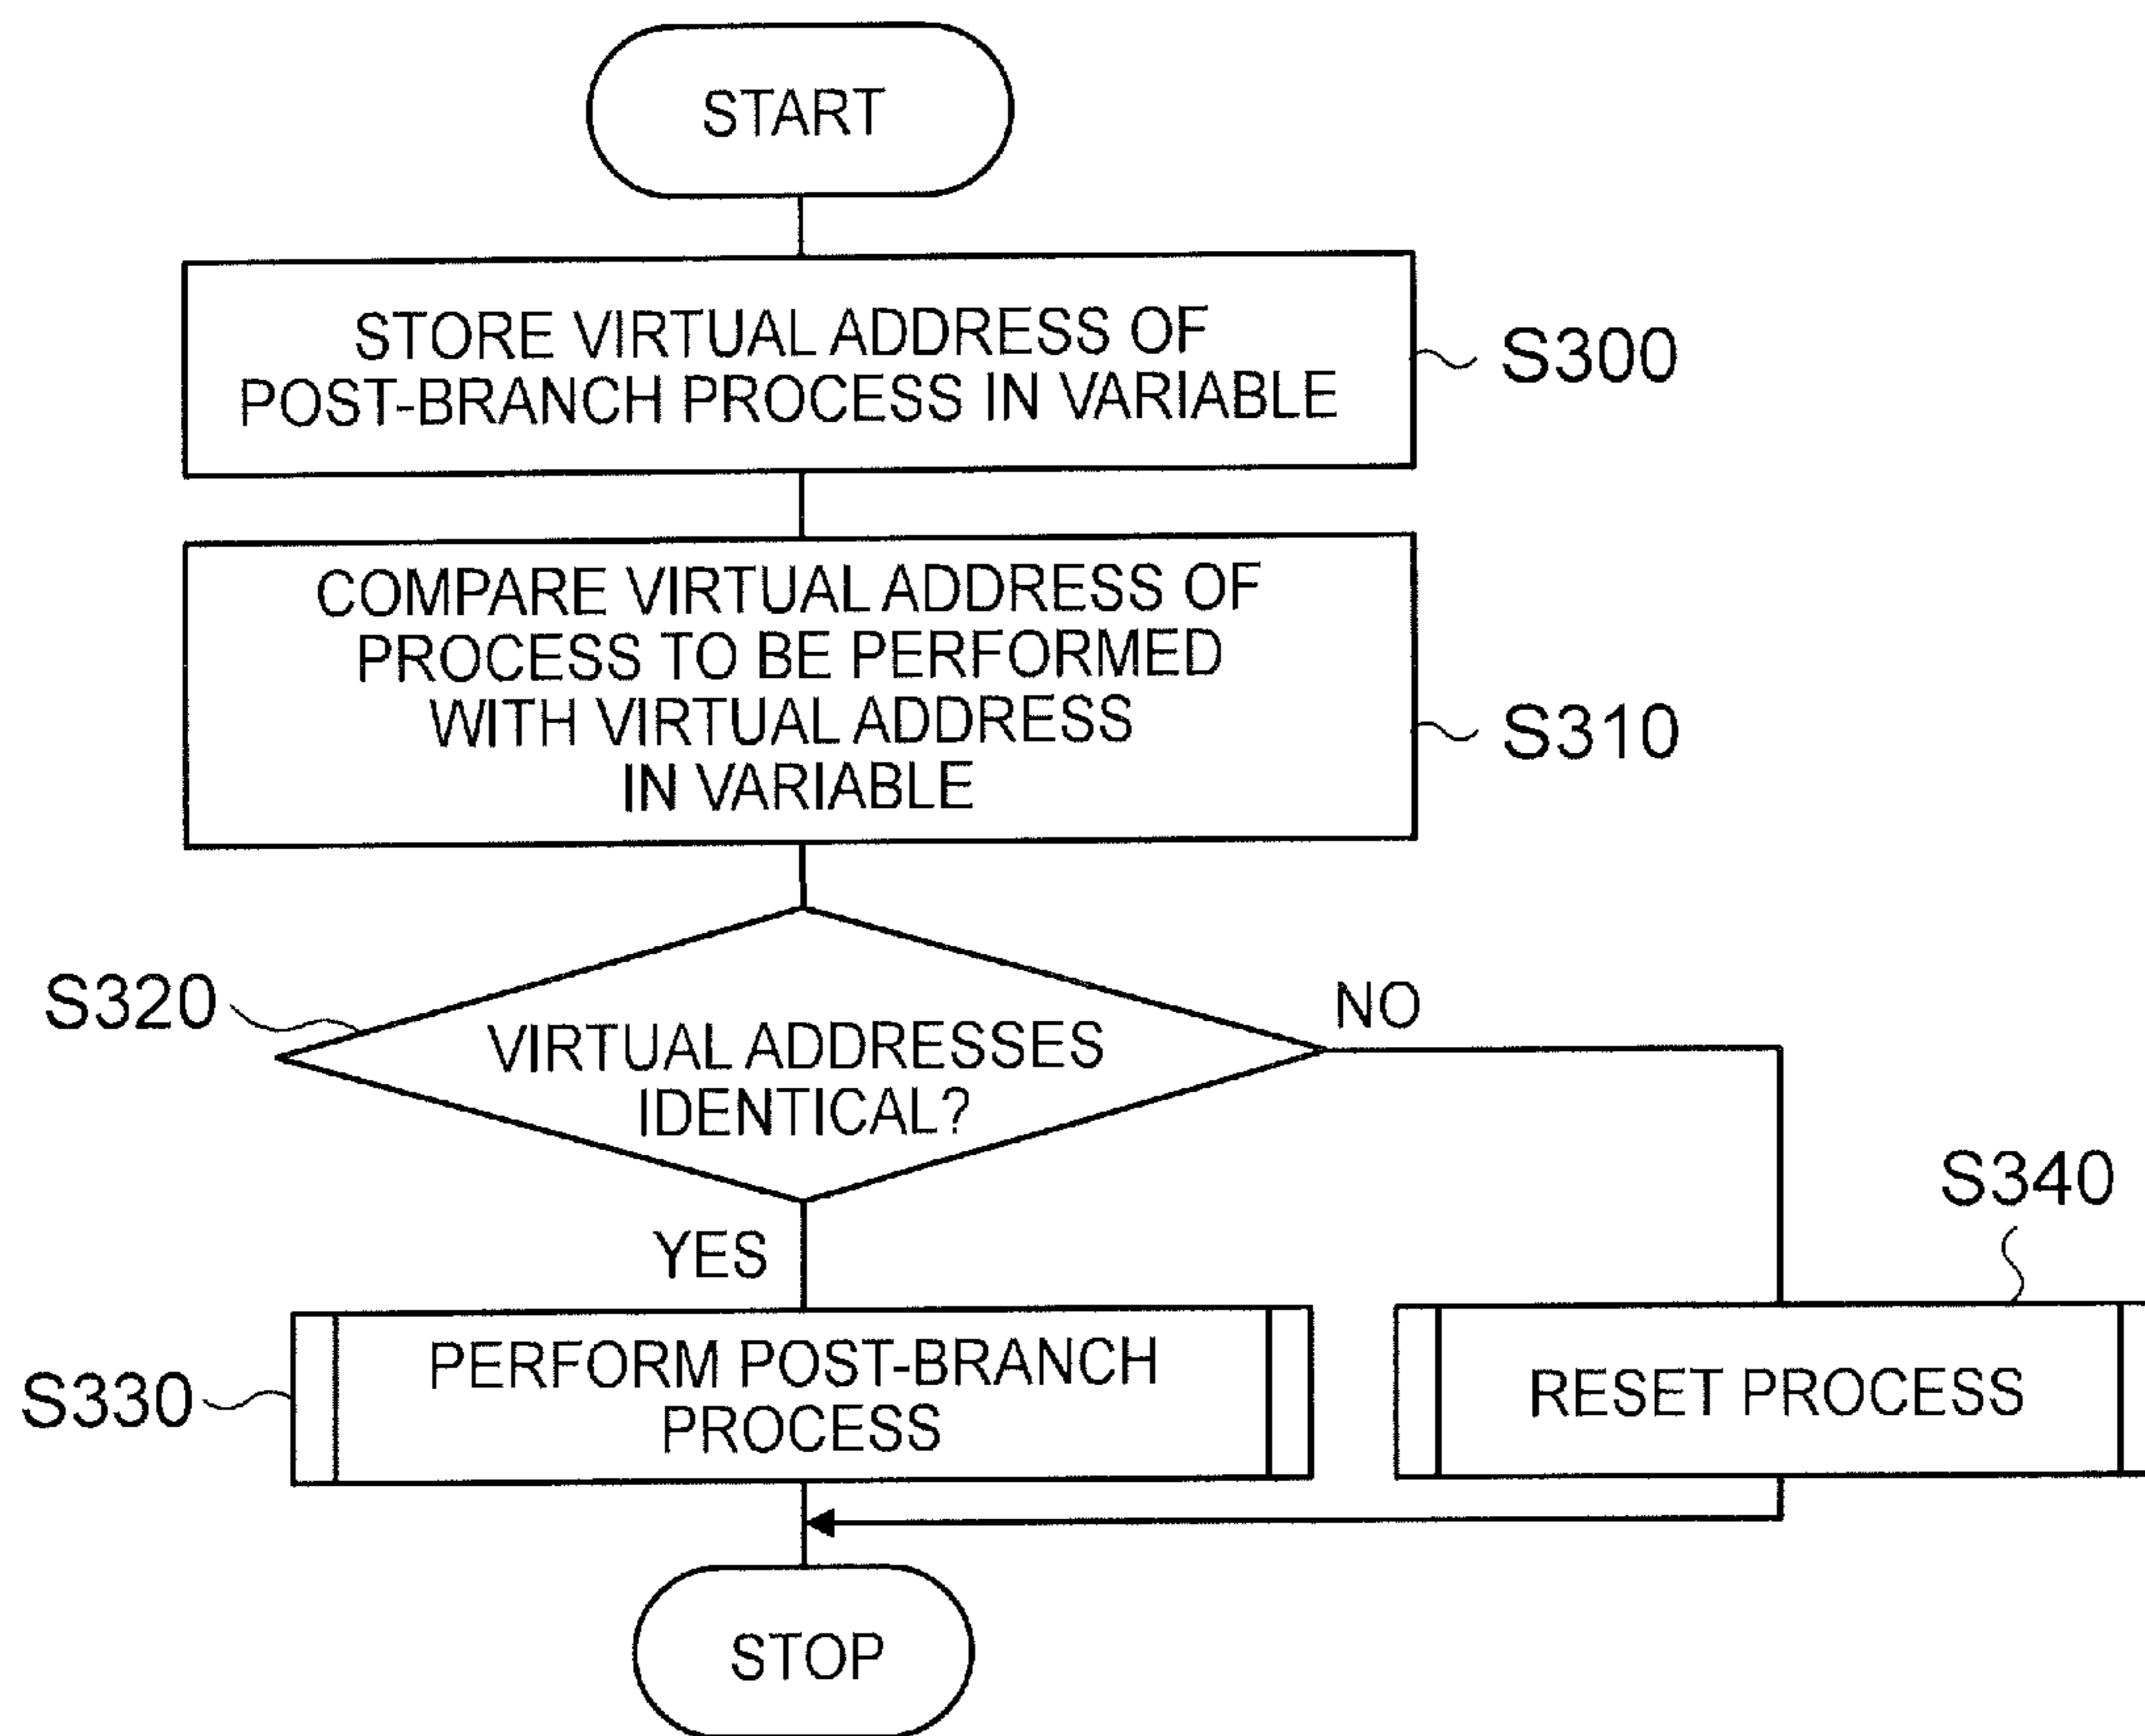 START
STORE VIRTUAL ADDRESS OF
POST-BRANCH PROCESS IN VARIABLE
S300
COMPARE VIRTUAL ADDRESS OF
PROCESS TO BE PERFORMED
WITH VIRTUAL ADDRESS
IN VARIABLE
S310
S320
VIRTUAL ADDRESSES
IDENTICAL?
NO
YES
S340
S330
PERFORM POST-BRANCH
PROCESS
RESET PROCESS
STOP